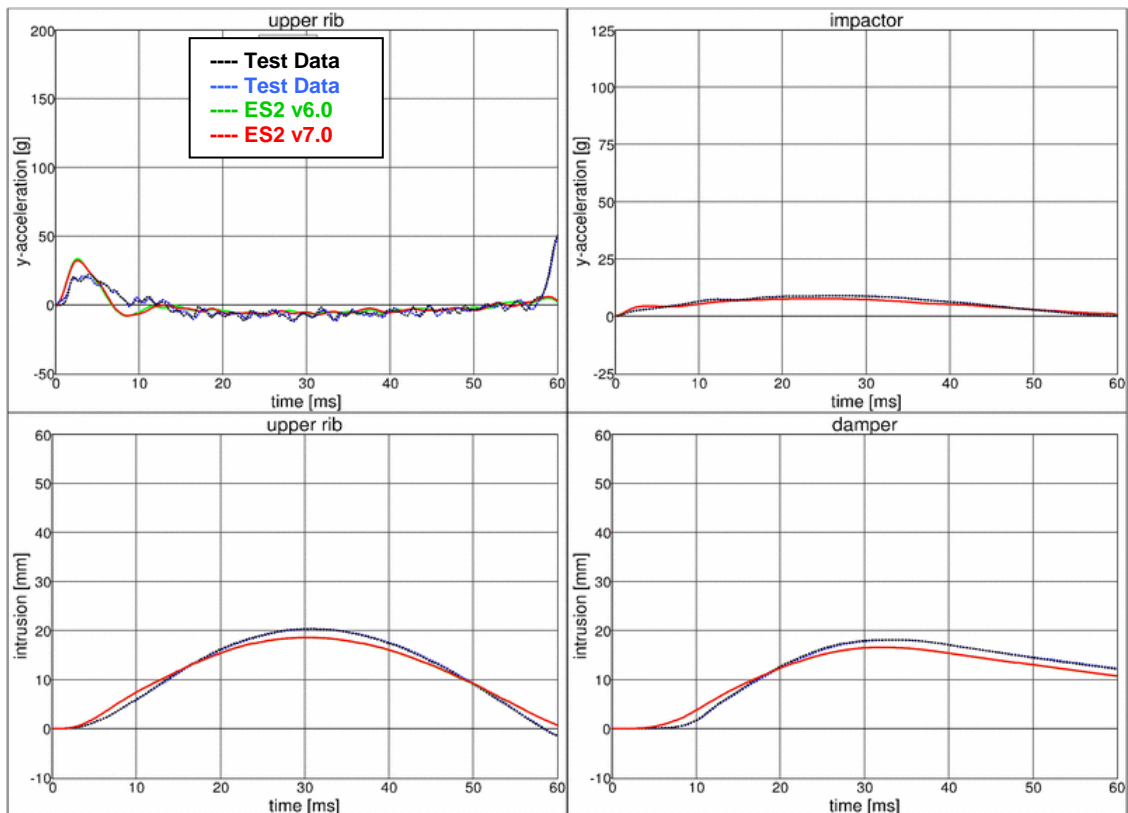 upper rib
200
150
100
50
0
-50
y-acceleration [g]
---- Test Data
---- Test Data
---- ES2 v6.0
---- ES2 v7.0
0 10 20 30 40 50 60
time [ms]
impactor
125
100
75
50
25
0
-25
y-acceleration [g]
0 10 20 30 40 50 60
time [ms]
upper rib
60
50
40
30
20
10
0
-10
intrusion [mm]
0 10 20 30 40 50 60
time [ms]
damper
60
50
40
30
20
10
0
-10
intrusion [mm]
0 10 20 30 40 50 60
time [ms]